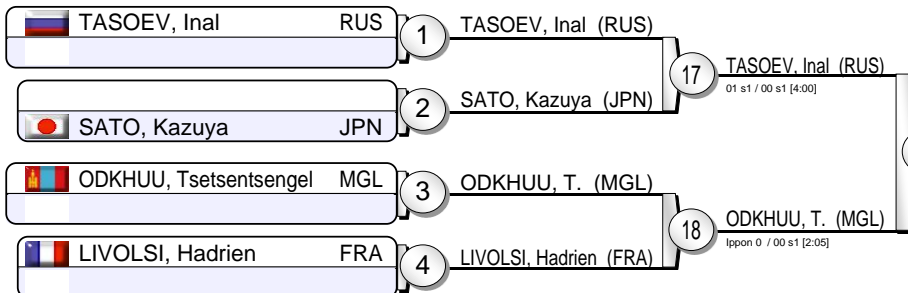 TASOEV, Inal RUS
1
TASOEV, Inal (RUS)
SATO, Kazuya JPN
2
SATO, Kazuya (JPN)
17
TASOEV, Inal (RUS)
01 s1 / 00 s1 [4:00]
ODKHUU, Tsetsentsengel MGL
3
ODKHUU, T. (MGL)
LIVOLSI, Hadrien FRA
4
LIVOLSI, Hadrien (FRA)
18
ODKHUU, T. (MGL)
Ippon 0 / 00 s1 [2:05]